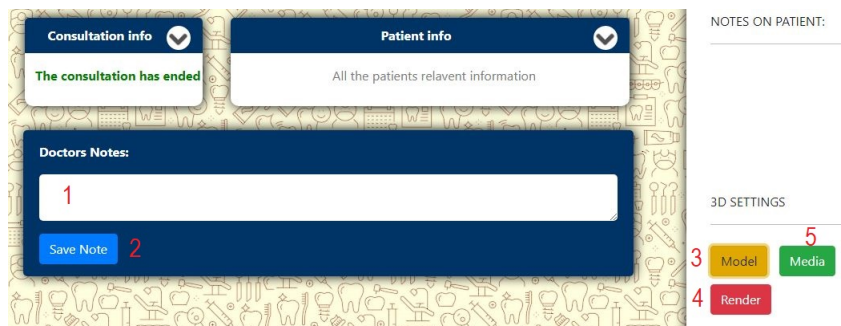 Consultation info
Patient info
The consultation has ended
All the patients relavent information
Doctors Notes:
1
Save Note 2
NOTES ON PATIENT:
3D SETTINGS
5
3 Model Media
4 Render